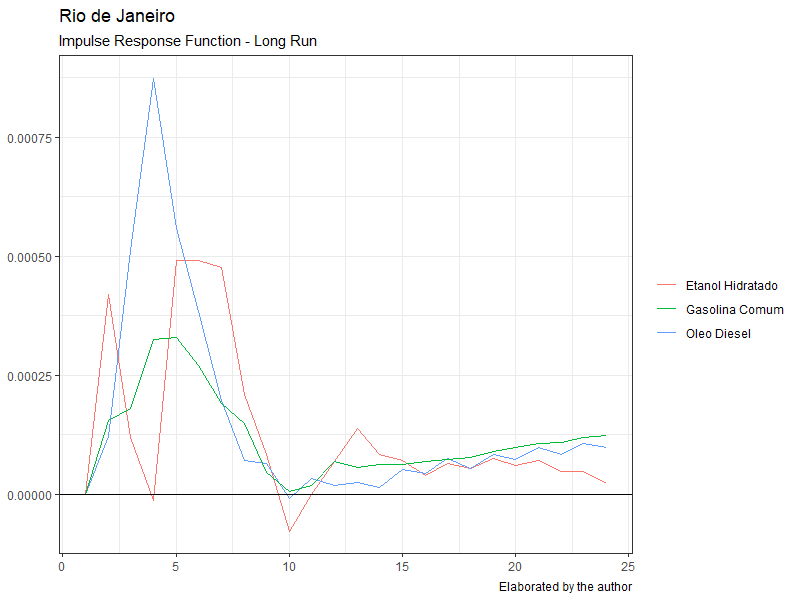 Rio de Janeiro
Impulse Response Function - Long Run
0.00075
0.00050
0.00025
0.00000
0 5 10 15 20 25
Etanol Hidratado
Gasolina Comum
Oleo Diesel
Elaborated by the author